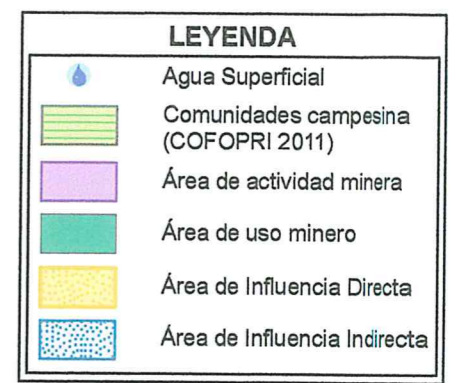 LEYENDA
Agua Superficial
Comunidades campesina
(COFOPRI 2011)
Área de actividad minera
Área de uso minero
Área de Influencia Directa
Área de Influencia Indirecta